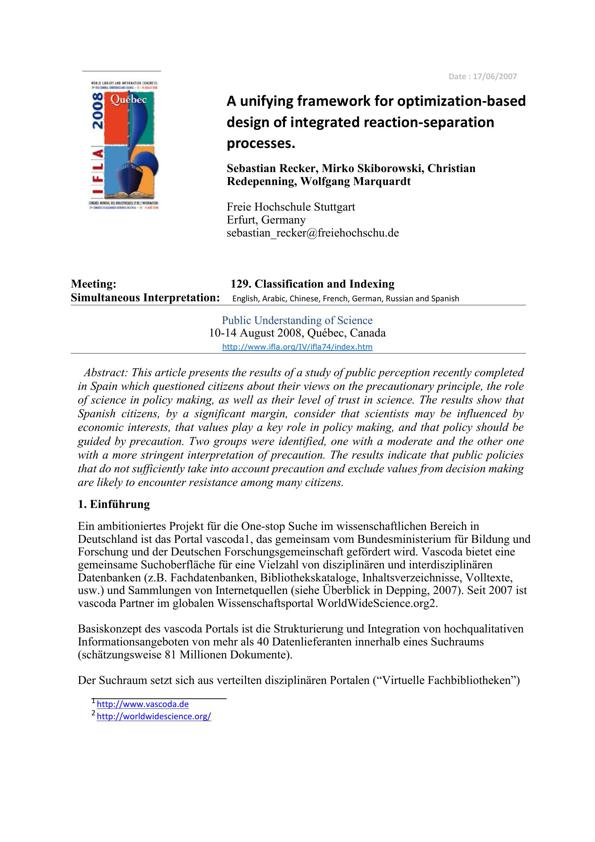 Date : 17/06/2007
WORLD LIBRARY AND INFORMATION CONGRESS
IFLA 2008
Québec
A unifying framework for optimization-based
design of integrated reaction-separation
processes.
Sebastian Recker, Mirko Skiborowski, Christian
Redepenning, Wolfgang Marquardt
Freie Hochschule Stuttgart
Erfurt, Germany
sebastian_recker@freiehochschu.de
Meeting: 129. Classification and Indexing
Simultaneous Interpretation: English, Arabic, Chinese, French, German, Russian and Spanish
Public Understanding of Science
10-14 August 2008, Québec, Canada
http://www.ifla.org/IV/ifla74/index.htm
Abstract: This article presents the results of a study of public perception recently completed
in Spain which questioned citizens about their views on the precautionary principle, the role
of science in policy making, as well as their level of trust in science. The results show that
Spanish citizens, by a significant margin, consider that scientists may be influenced by
economic interests, that values play a key role in policy making, and that policy should be
guided by precaution. Two groups were identified, one with a moderate and the other one
with a more stringent interpretation of precaution. The results indicate that public policies
that do not sufficiently take into account precaution and exclude values from decision making
are likely to encounter resistance among many citizens.
1. Einführung
Ein ambitioniertes Projekt für die One-stop Suche im wissenschaftlichen Bereich in
Deutschland ist das Portal vascoda1, das gemeinsam vom Bundesministerium für Bildung und
Forschung und der Deutschen Forschungsgemeinschaft gefördert wird. Vascoda bietet eine
gemeinsame Suchoberfläche für eine Vielzahl von disziplinären und interdisziplinären
Datenbanken (z.B. Fachdatenbanken, Bibliothekskataloge, Inhaltsverzeichnisse, Volltexte,
usw.) und Sammlungen von Internetquellen (siehe Überblick in Depping, 2007). Seit 2007 ist
vascoda Partner im globalen Wissenschaftsportal WorldWideScience.org2.
Basiskonzept des vascoda Portals ist die Strukturierung und Integration von hochqualitativen
Informationsangeboten von mehr als 40 Datenlieferanten innerhalb eines Suchraums
(schätzungsweise 81 Millionen Dokumente).
Der Suchraum setzt sich aus verteilten disziplinären Portalen (“Virtuelle Fachbibliotheken”)
1 http://www.vascoda.de
2 http://worldwidescience.org/